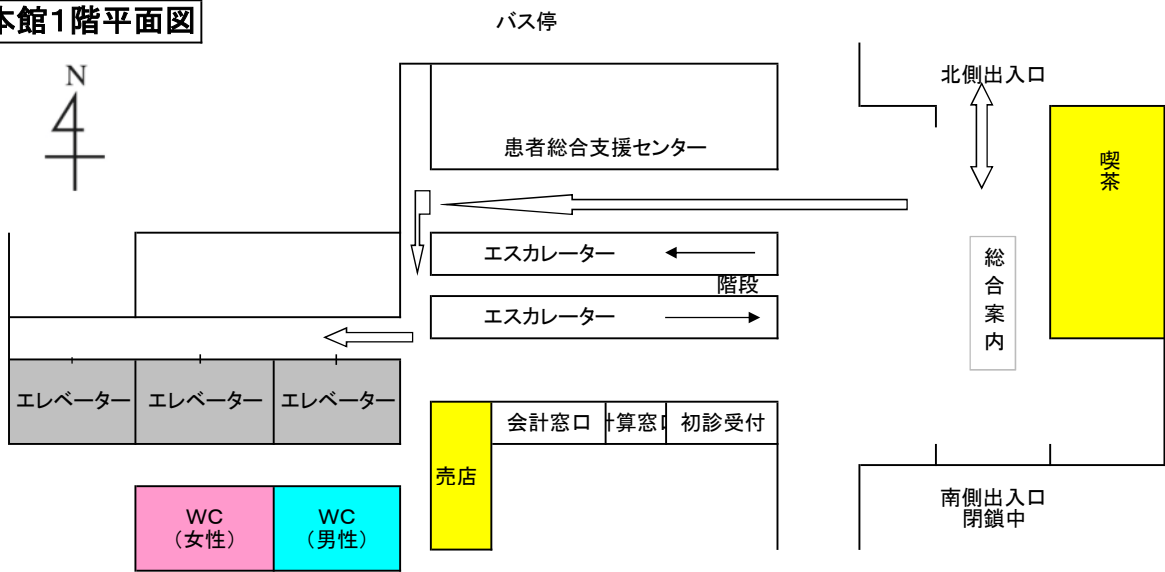 本館１階平面図
バス停
N
北側出入口
患者総合支援センター
喫茶
エスカレーター
階段
エスカレーター
総合案内
エレベーター
エレベーター
エレベーター
会計窓口
計算窓口
初診受付
売店
WC
（女性）
WC
（男性）
南側出入口
閉鎖中